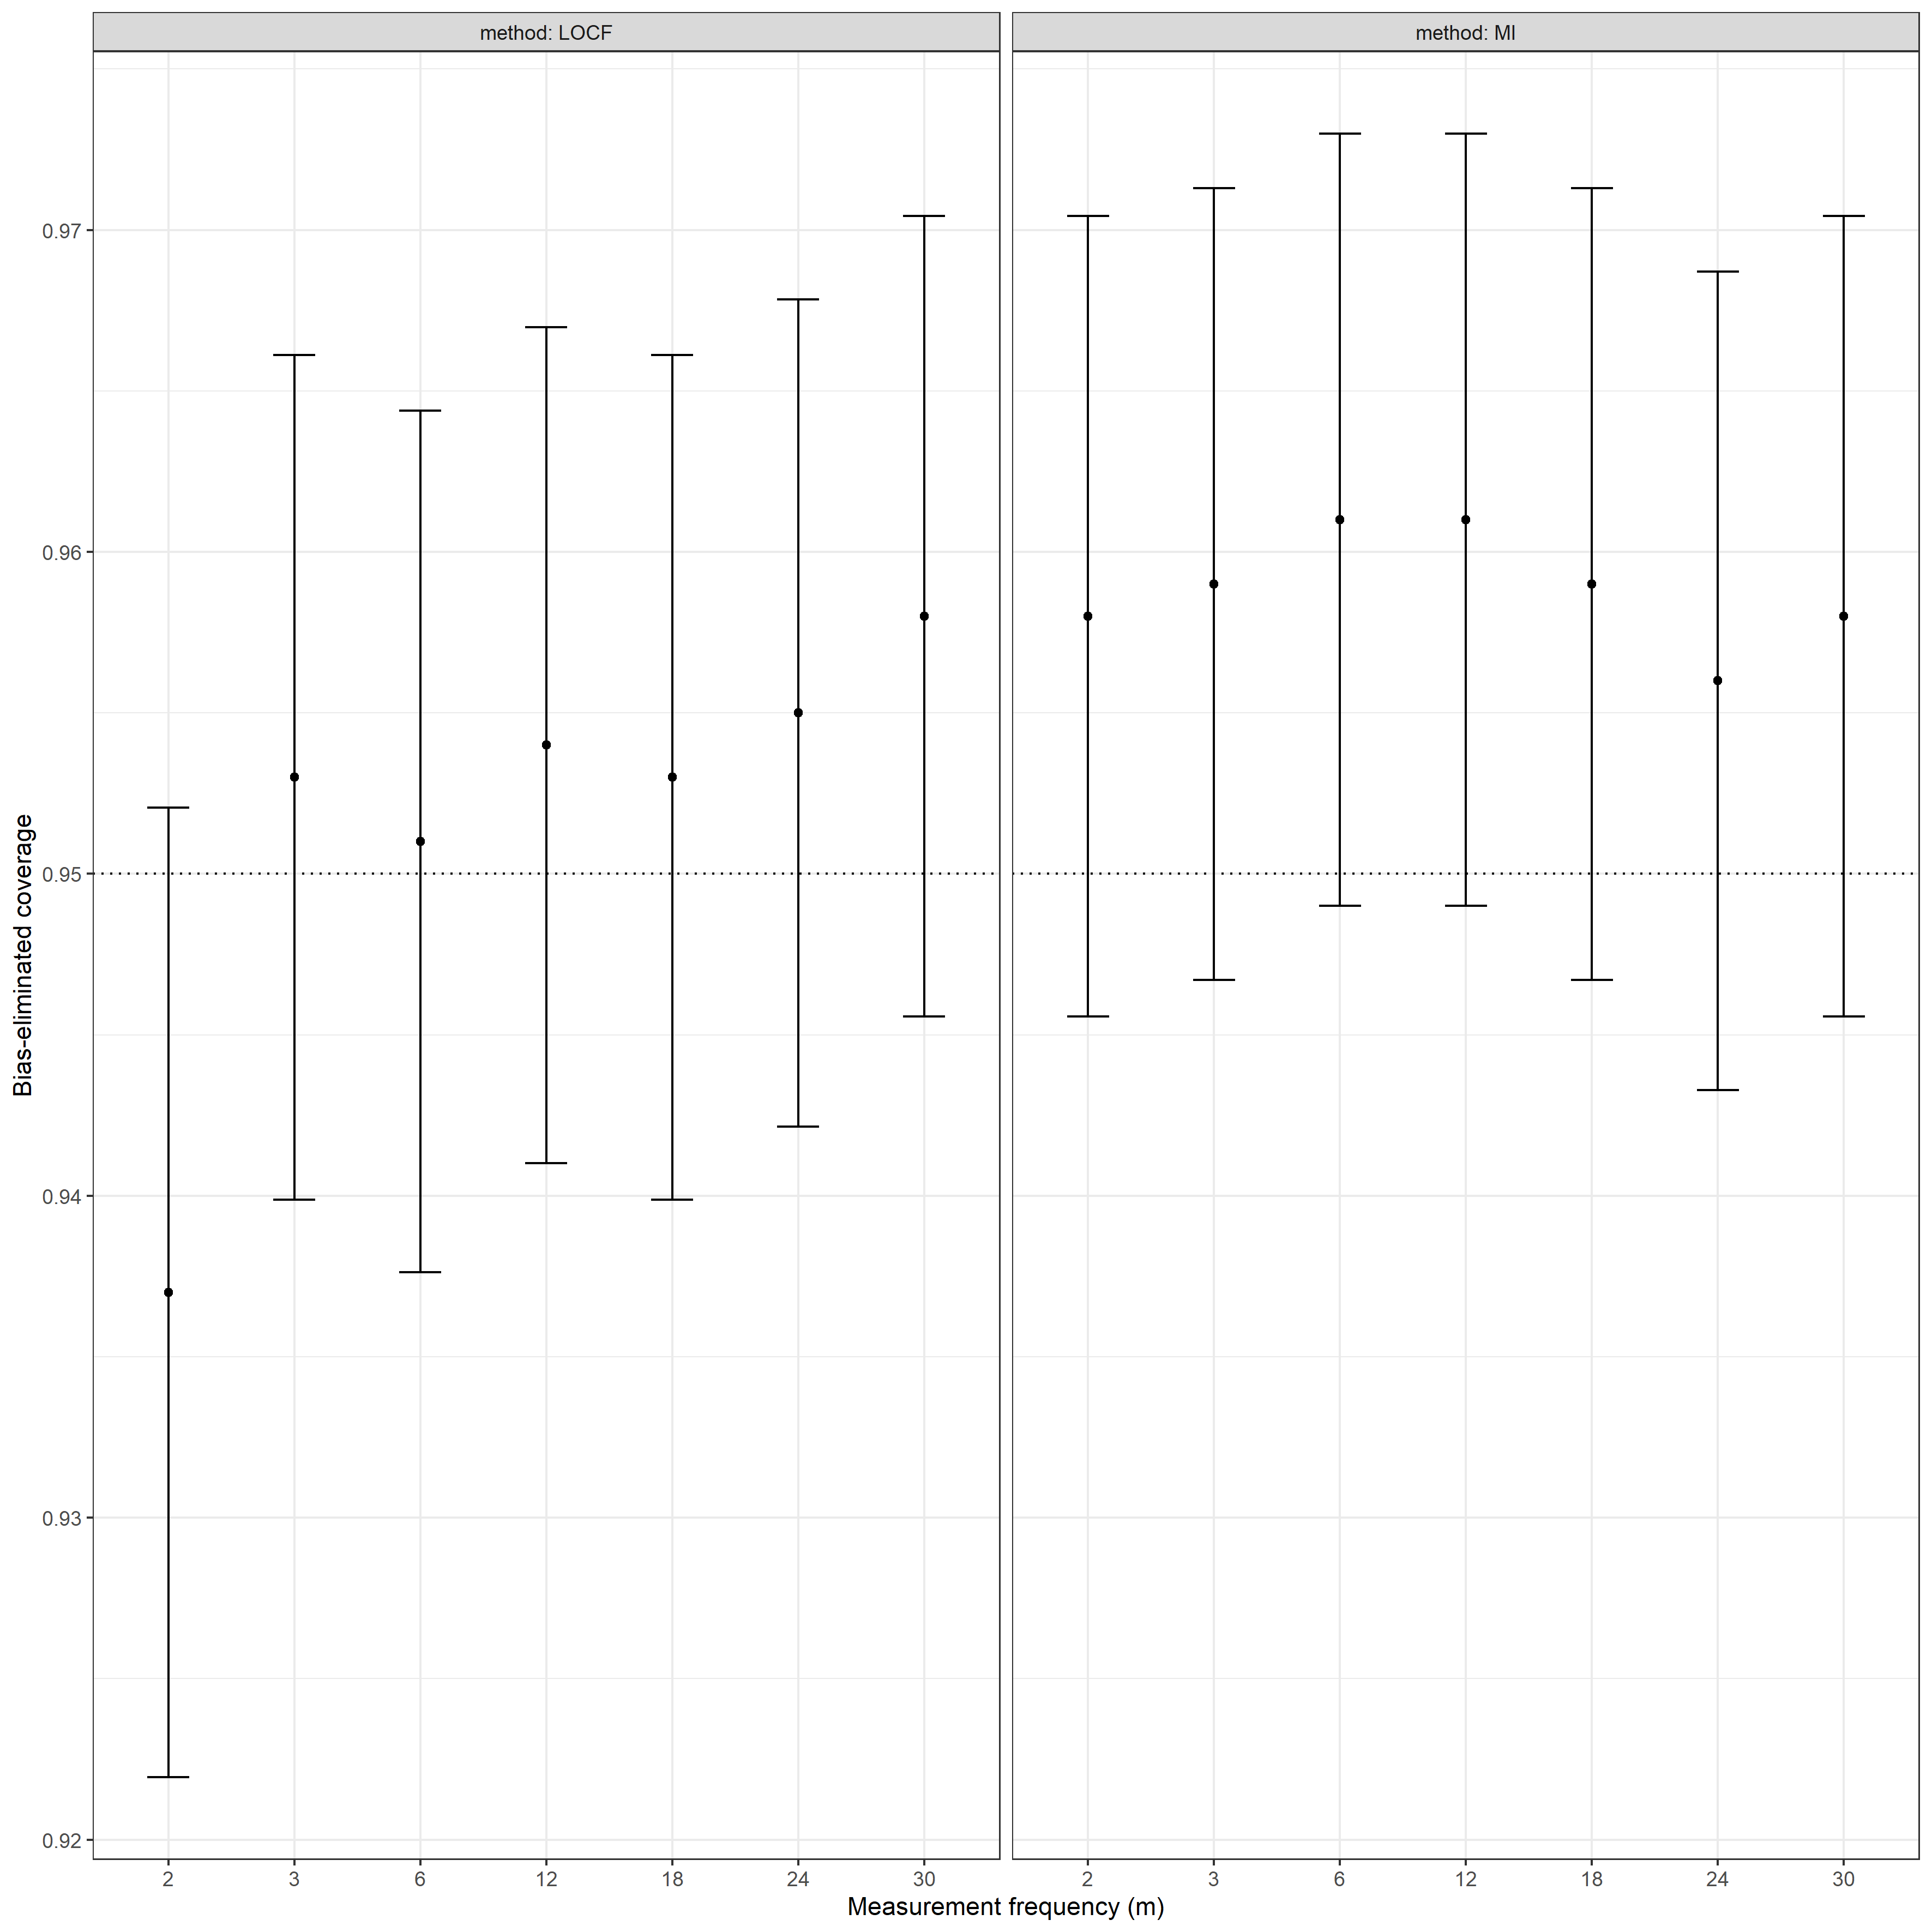 method: LOCF
method: MI
Bias-eliminated coverage
0.97
0.96
0.95
0.94
0.93
0.92
2 3 6 12 18 24 30
2 3 6 12 18 24 30
Measurement frequency (m)